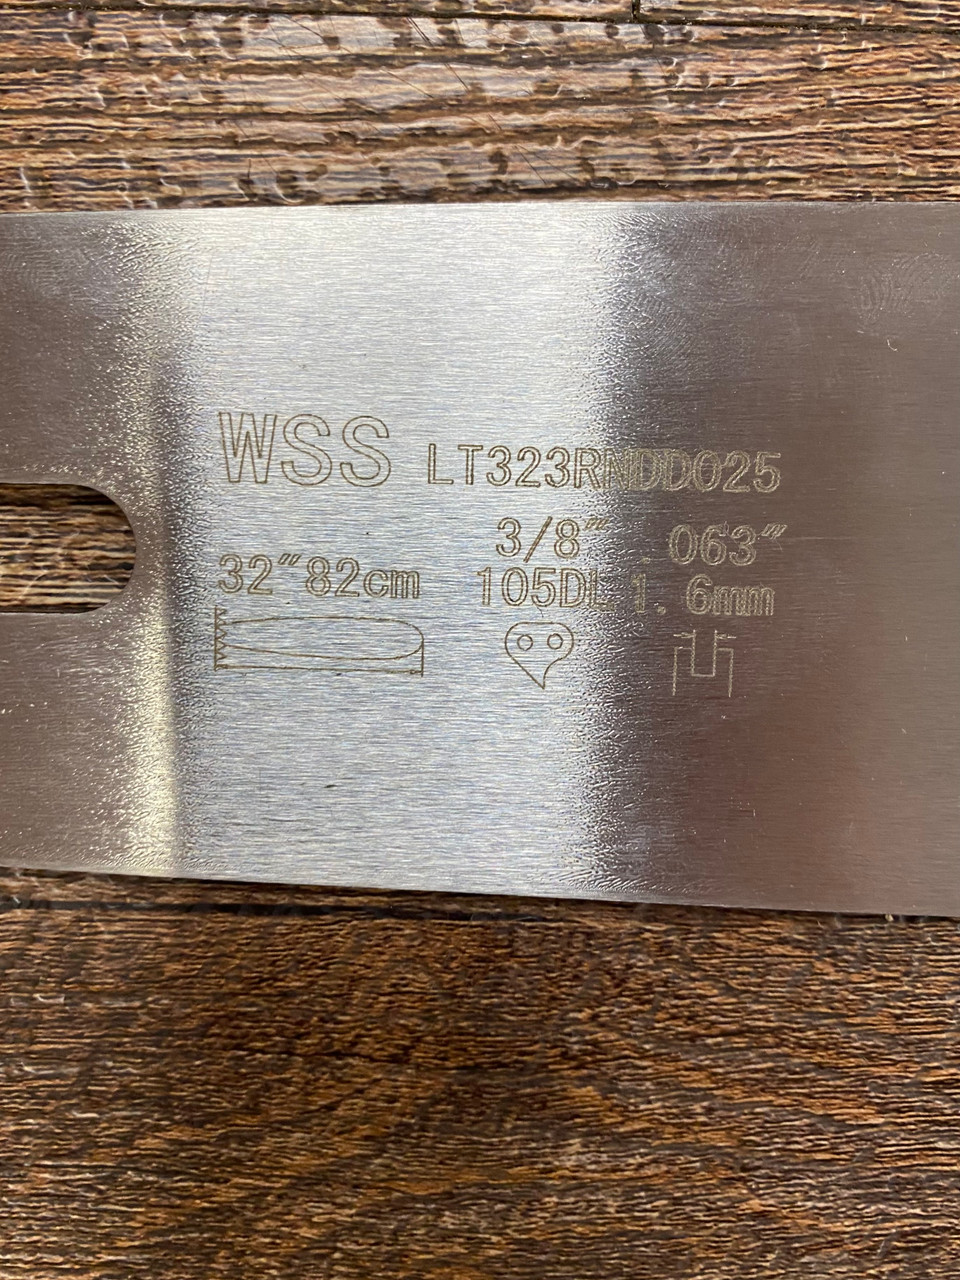 WSS LT323RNDD025
3/8″ .063″
32″82cm 105DL 1.6mm